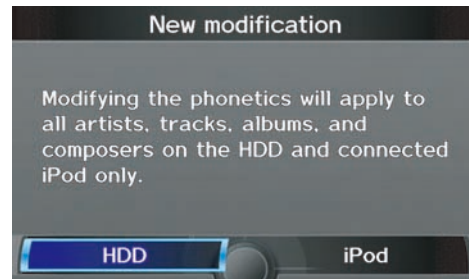 New modification
Modifying the phonetics will apply to
all artists, tracks, albums, and
composers on the HDD and connected
iPod only.
HDD
iPod